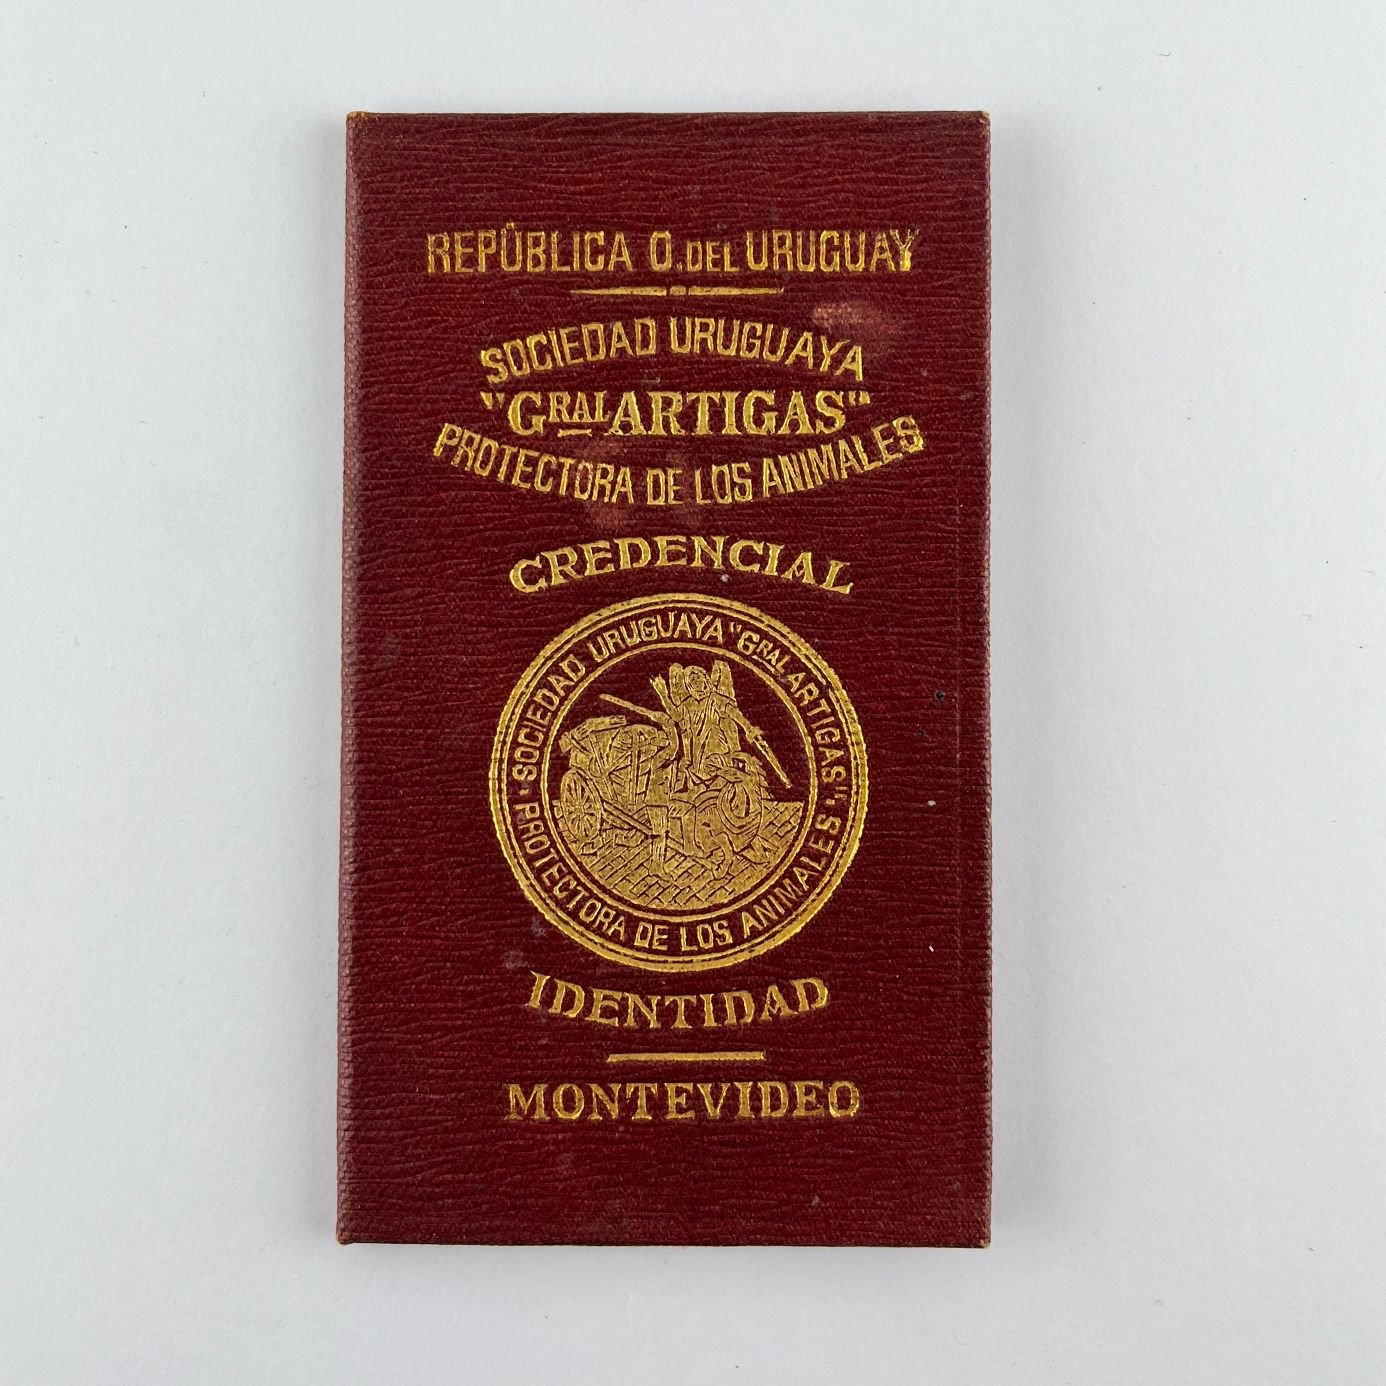 REPÚBLICA O. DEL URUGUAY
SOCIEDAD URUGUAYA
"GRAL ARTIGAS"
PROTECTORA DE LOS ANIMALES
CREDENCIAL
SOCIEDAD URUGUAYA "GRAL ARTIGAS"
PROTECTORA DE LOS ANIMALES
IDENTIDAD
MONTEVIDEO